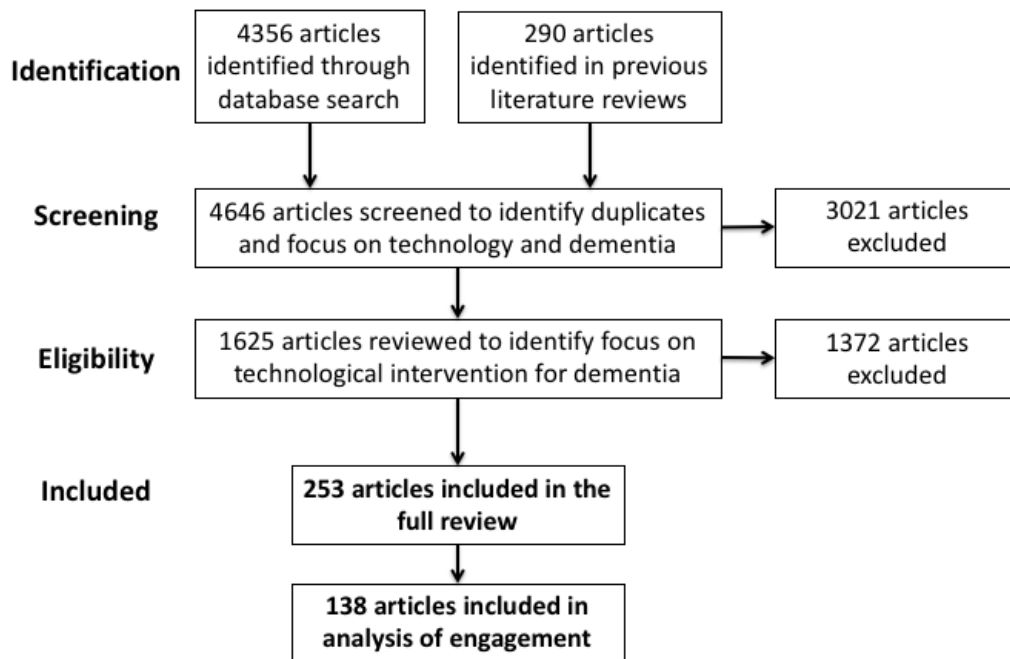 Identification
4356 articles
identified through
database search
290 articles
identified in previous
literature reviews
Screening
4646 articles screened to identify duplicates
and focus on technology and dementia
3021 articles
excluded
Eligibility
1625 articles reviewed to identify focus on
technological intervention for dementia
1372 articles
excluded
Included
253 articles included in the
full review
138 articles included in
analysis of engagement